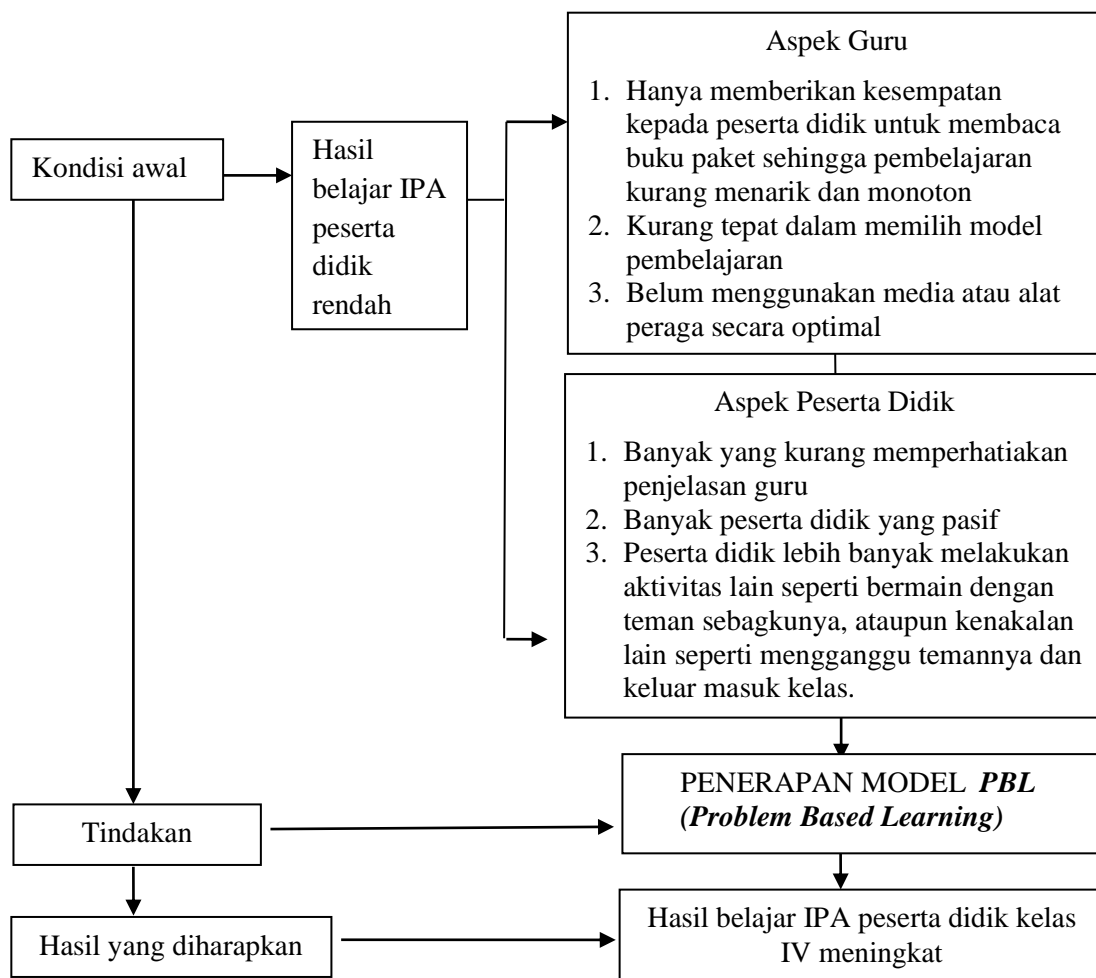 Aspek Guru
1. Hanya memberikan kesempatan
kepada peserta didik untuk membaca
buku paket sehingga pembelajaran
kurang menarik dan monoton
2. Kurang tepat dalam memilih model
pembelajaran
3. Belum menggunakan media atau alat
peraga secara optimal
Kondisi awal
Hasil
belajar IPA
peserta
didik
rendah
Aspek Peserta Didik
1. Banyak yang kurang memperhatiakan
penjelasan guru
2. Banyak peserta didik yang pasif
3. Peserta didik lebih banyak melakukan
aktivitas lain seperti bermain dengan
teman sebagkunya, ataupun kenakalan
lain seperti mengganggu temannya dan
keluar masuk kelas.
Tindakan
PENERAPAN MODEL PBL
(Problem Based Learning)
Hasil yang diharapkan
Hasil belajar IPA peserta didik kelas
IV meningkat